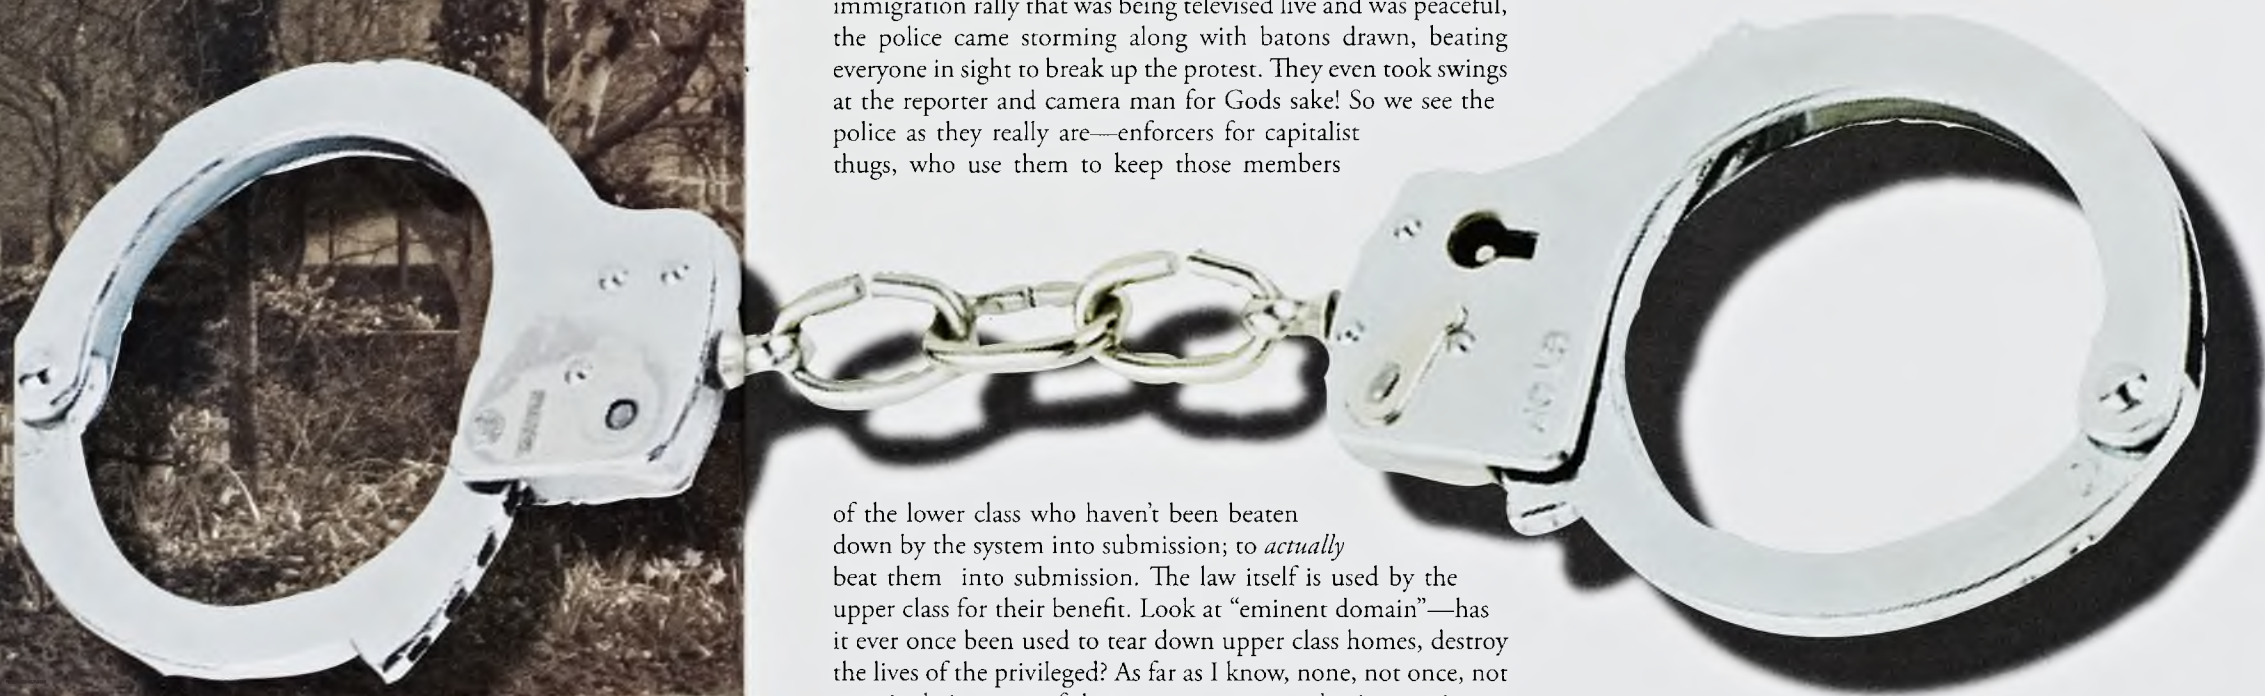 immigration rally that was being televised live and was peaceful,
the police came storming along with batons drawn, beating
everyone in sight to break up the protest. They even took swings
at the reporter and camera man for Gods sake! So we see the
police as they really are—enforcers for capitalist
thugs, who use them to keep those members
of the lower class who haven't been beaten
down by the system into submission; to actually
beat them into submission. The law itself is used by the
upper class for their benefit. Look at “eminent domain”—has
it ever once been used to tear down upper class homes, destroy
the lives of the privileged? As far as I know, none, not once, not